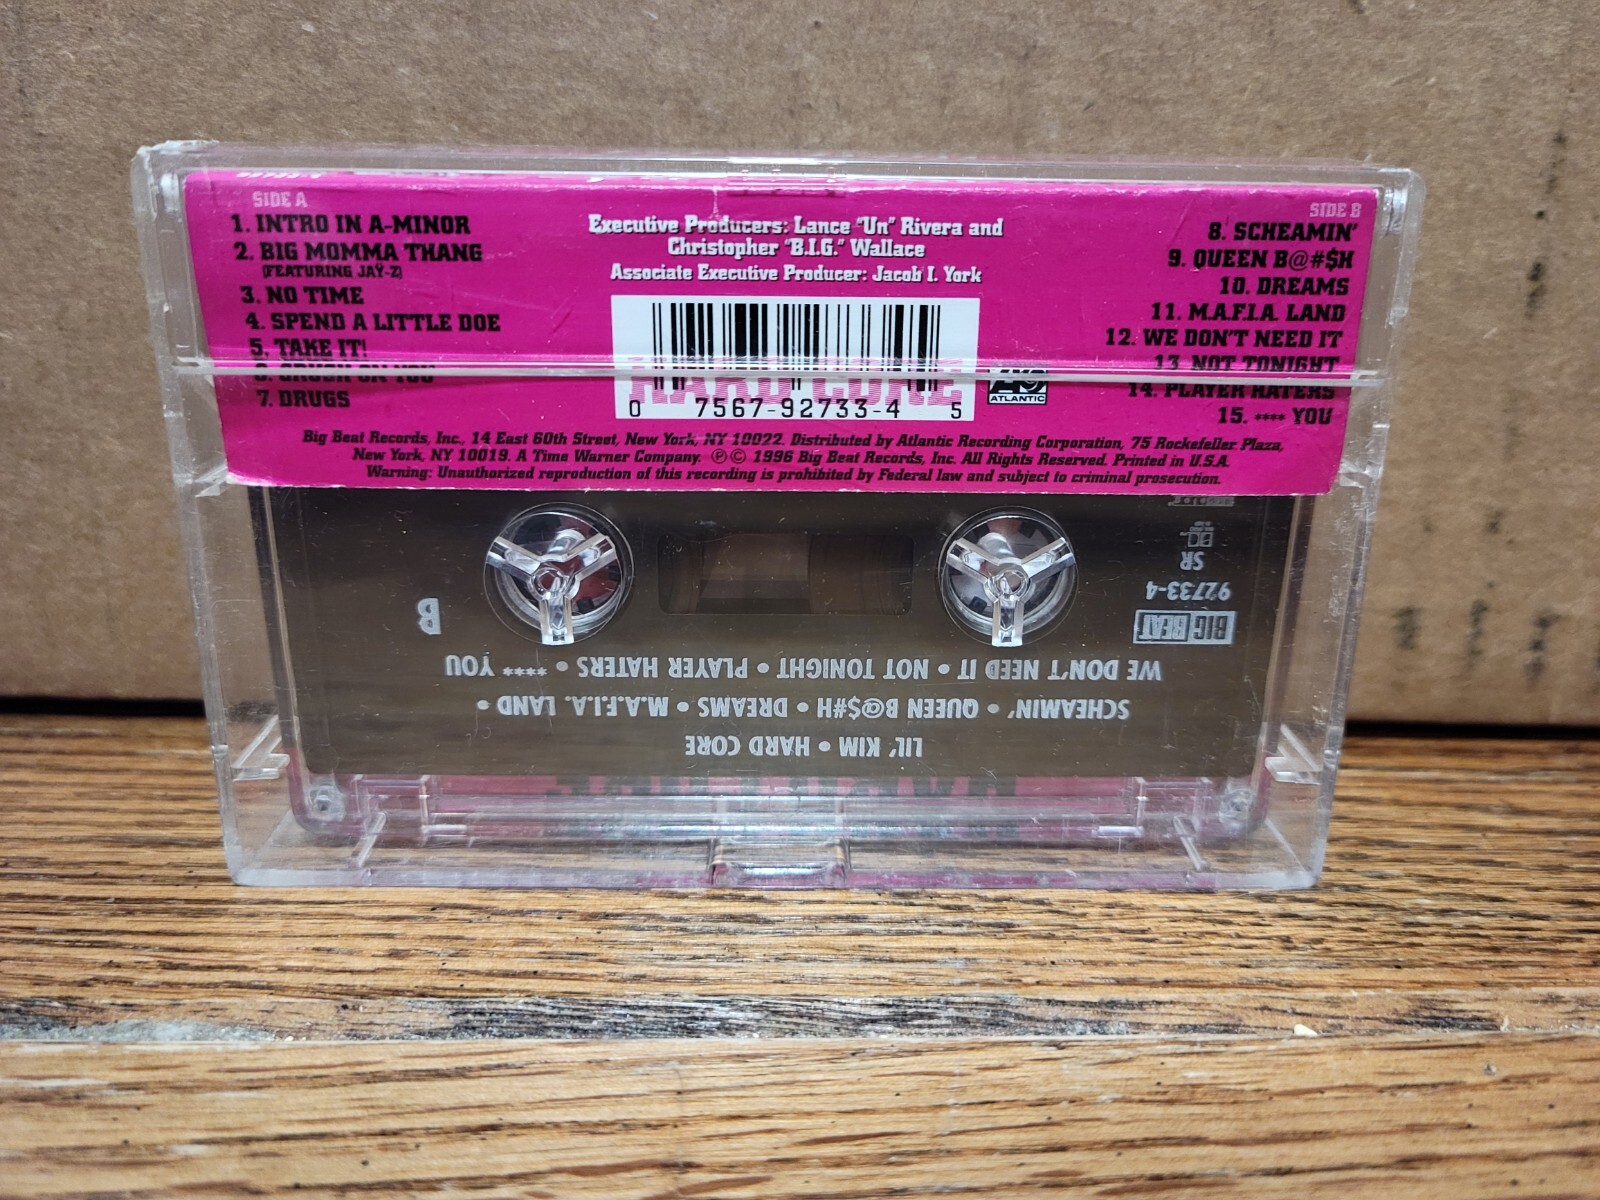 SIDE A
1. INTRO IN A-MINOR
2. BIG MOMMA THANG
(FEATURING JAŸ-Z)
3. NO TIME
4. SPEND A LITTLE DOE
5. TAKE IT!
6. CRUSH ON YOU
7. DRUGS
Executive Producers: Lance "Un" Rivera and
Christopher "B.I.G." Wallace
Associate Executive Producer: Jacob I. York
HARD CORE
0 7567-92733-4 5
ATLANTIC
SIDE B
8. SCHEAMIN'
9. QUEEN B@#$H
10. DREAMS
11. M.A.F.I.A. LAND
12. WE DON'T NEED IT
13. NOT TONIGHT
14. PLAYER HATERS
15. **** YOU
Big Beat Records, Inc., 14 East 60th Street, New York, NY 10022. Distributed by Atlantic Recording Corporation, 75 Rockefeller Plaza,
New York, NY 10019. A Time Warner Company. ℗© 1996 Big Beat Records, Inc. All Rights Reserved. Printed in U.S.A.
Warning: Unauthorized reproduction of this recording is prohibited by Federal law and subject to criminal prosecution.
LIL' KIM • HARD CORE
SCHEAMIN' • QUEEN B@$#H • DREAMS • M.A.F.I.A. LAND •
WE DON'T NEED IT • NOT TONIGHT • PLAYER HATERS • **** YOU
BIG BEAT
92733-4
SR
B